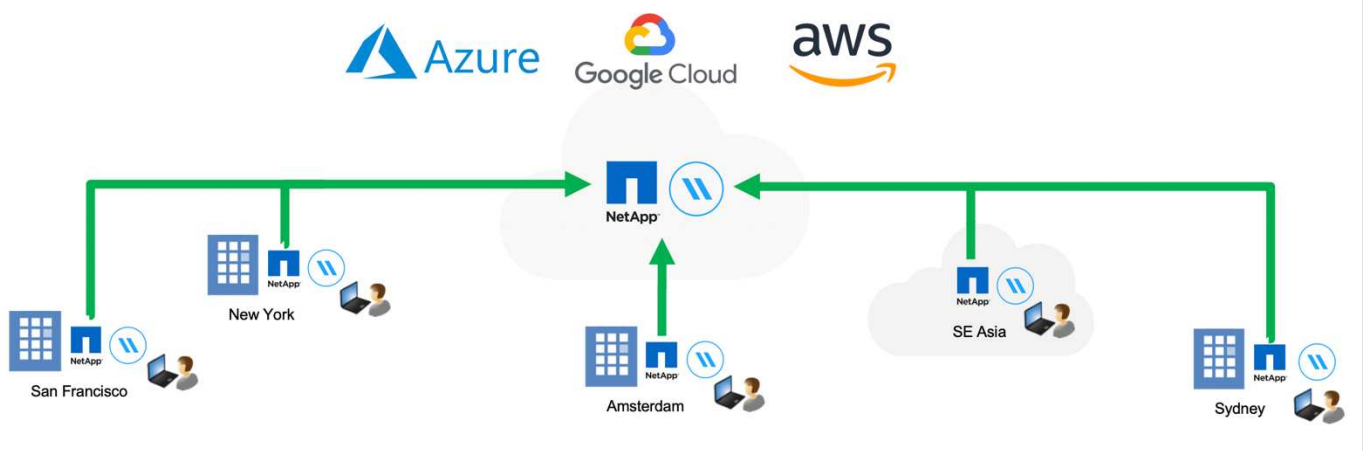 Azure
Google Cloud
aws
NetApp
NetApp
New York
NetApp
SE Asia
NetApp
San Francisco
NetApp
Amsterdam
NetApp
Sydney